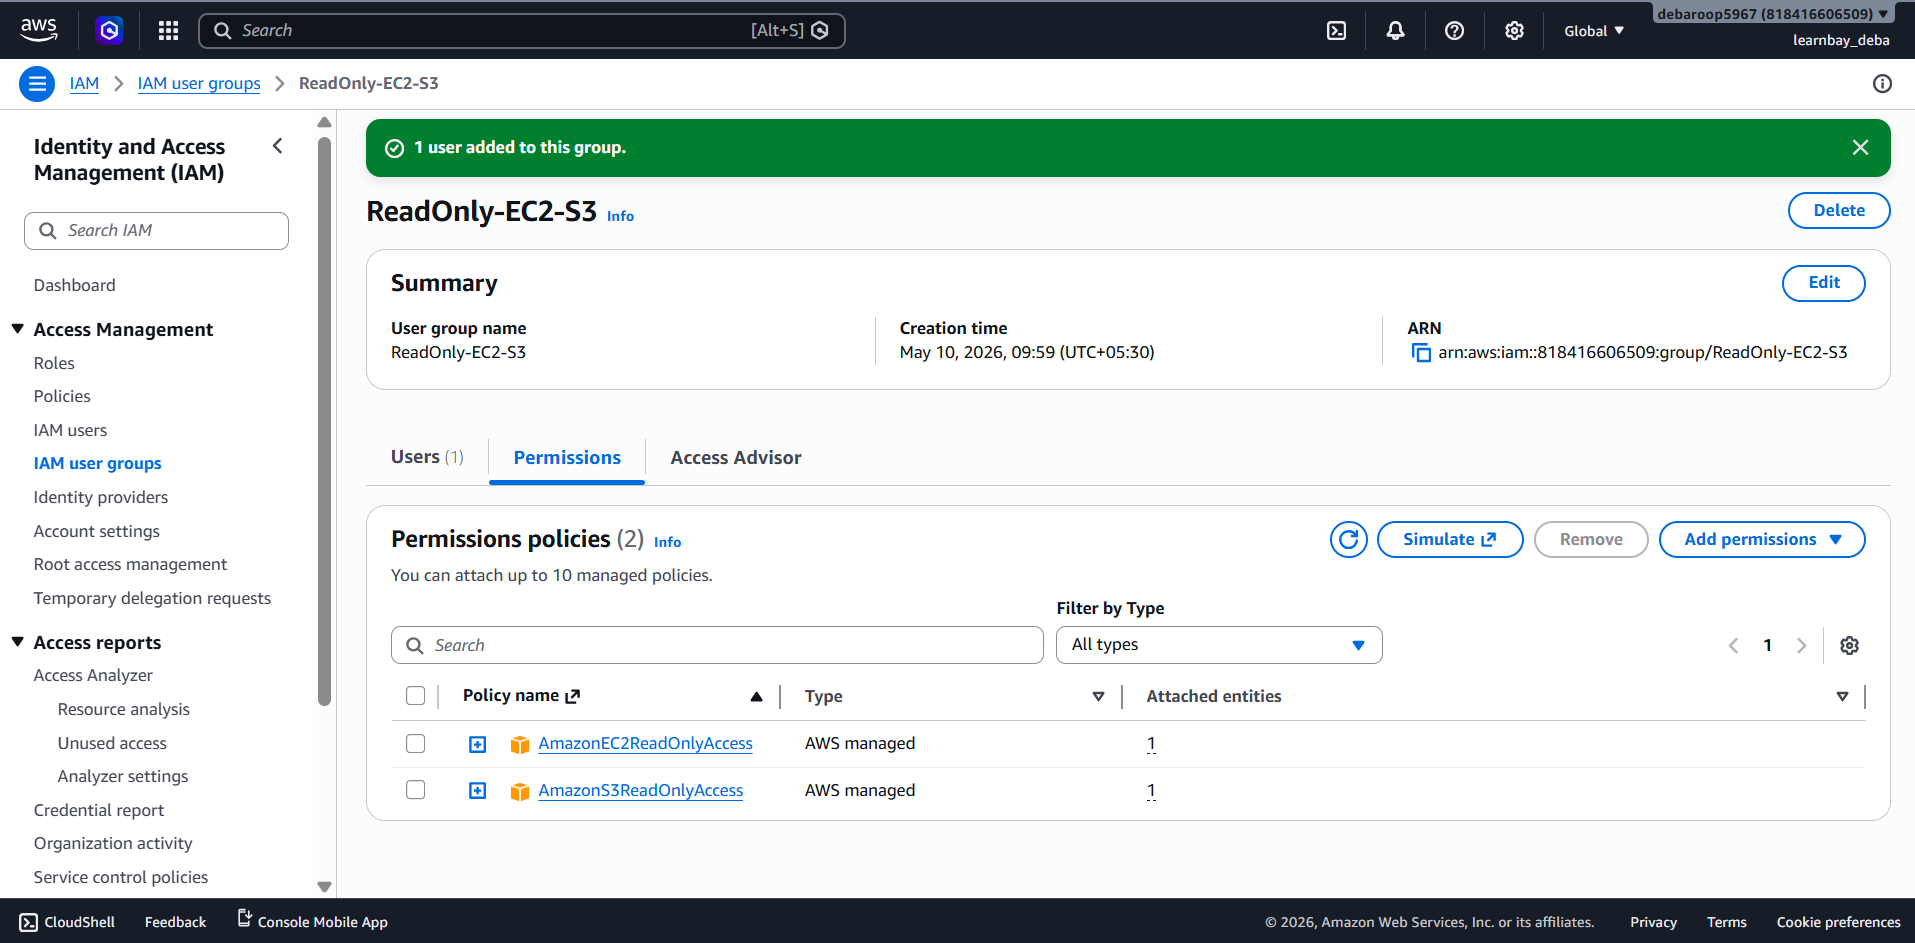 aws
Search [Alt+S]
Global
debaroop5967 (818416606509)
learnbay_deba
IAM
IAM user groups
ReadOnly-EC2-S3
Identity and Access
Management (IAM)
Search IAM
Dashboard
Access Management
Roles
Policies
IAM users
IAM user groups
Identity providers
Account settings
Root access management
Temporary delegation requests
Access reports
Access Analyzer
Resource analysis
Unused access
Analyzer settings
Credential report
Organization activity
Service control policies
1 user added to this group.
ReadOnly-EC2-S3 Info
Delete
Summary
Edit
User group name
ReadOnly-EC2-S3
Creation time
May 10, 2026, 09:59 (UTC+05:30)
ARN
arn:aws:iam::818416606509:group/ReadOnly-EC2-S3
Users (1)
Permissions
Access Advisor
Permissions policies (2) Info
Simulate
Remove
Add permissions
You can attach up to 10 managed policies.
Filter by Type
Search
All types
1
Policy name Type Attached entities
AmazonEC2ReadOnlyAccess AWS managed 1
AmazonS3ReadOnlyAccess AWS managed 1
CloudShell Feedback Console Mobile App
© 2026, Amazon Web Services, Inc. or its affiliates. Privacy Terms Cookie preferences